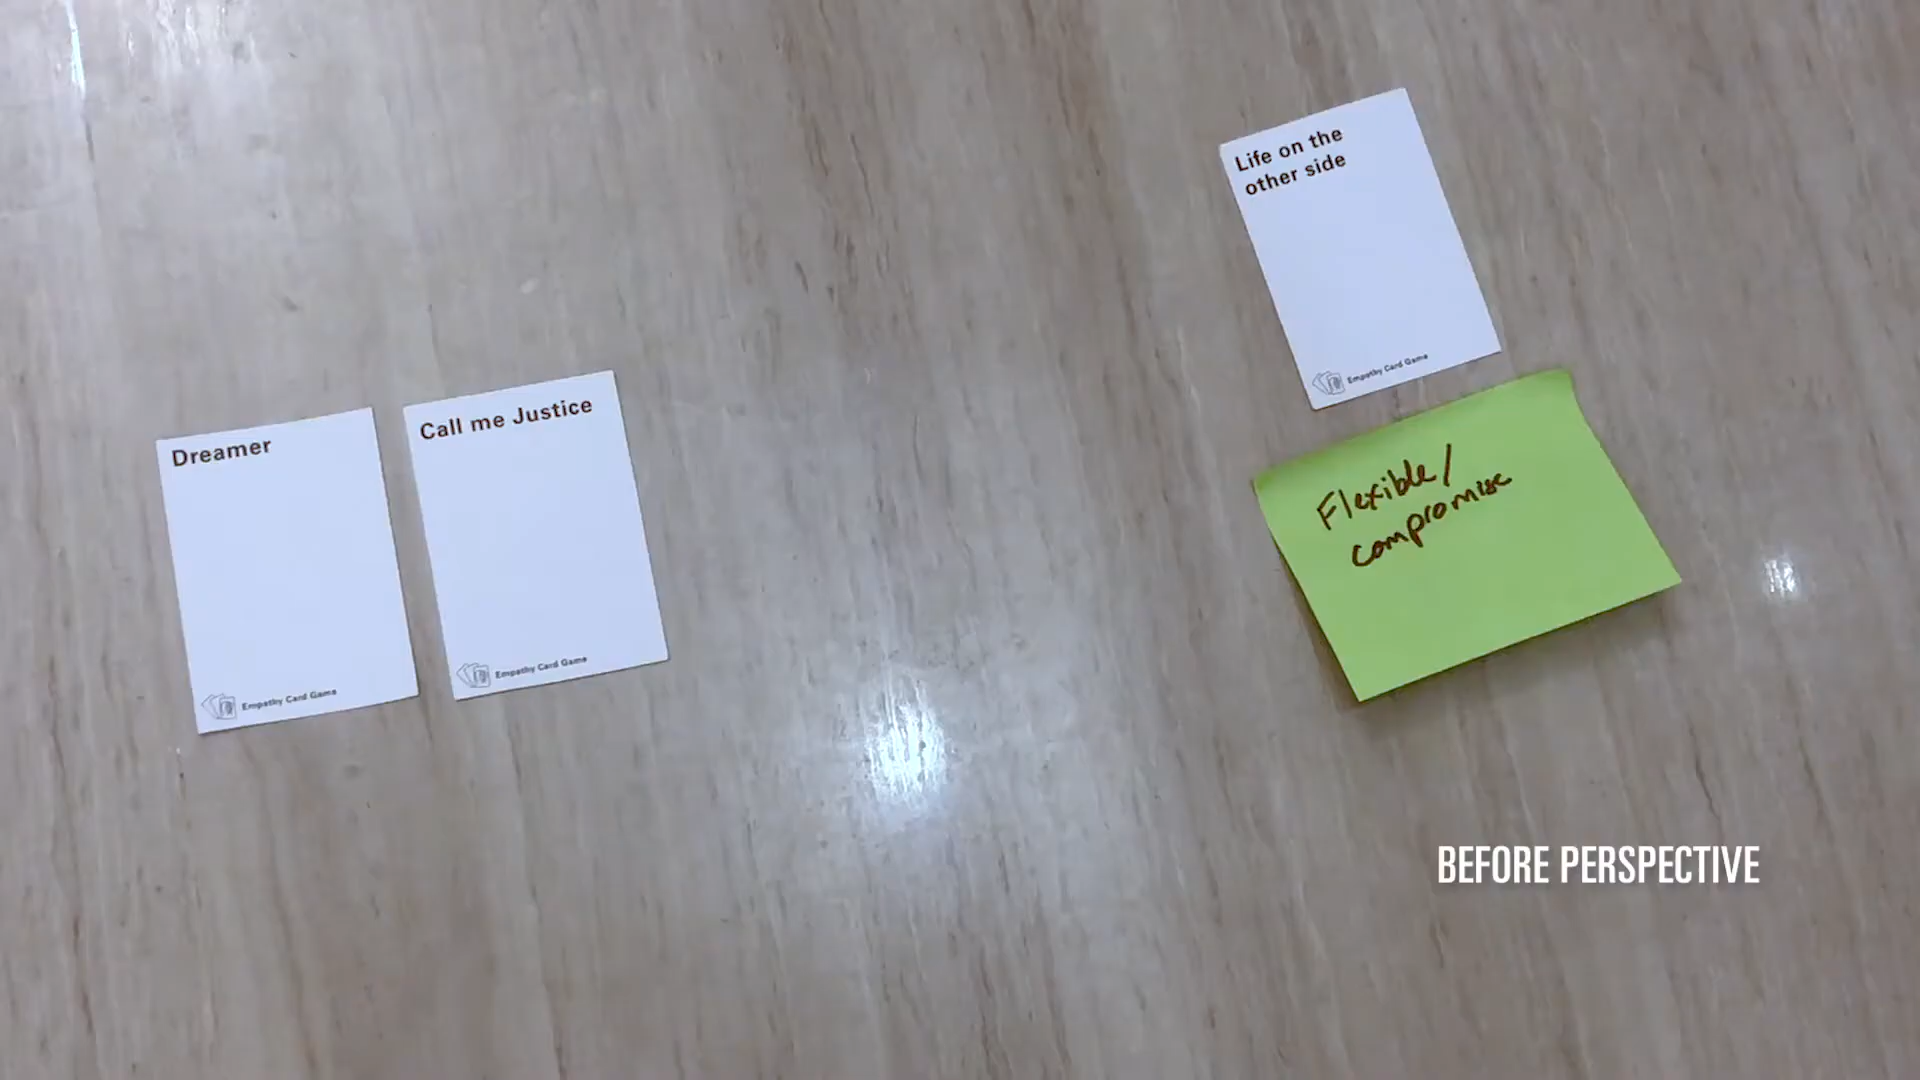 Dreamer
Empathy Card Game
Call me Justice
Empathy Card Game
Life on the
other side
Empathy Card Game
Flexible/
compromise
BEFORE PERSPECTIVE